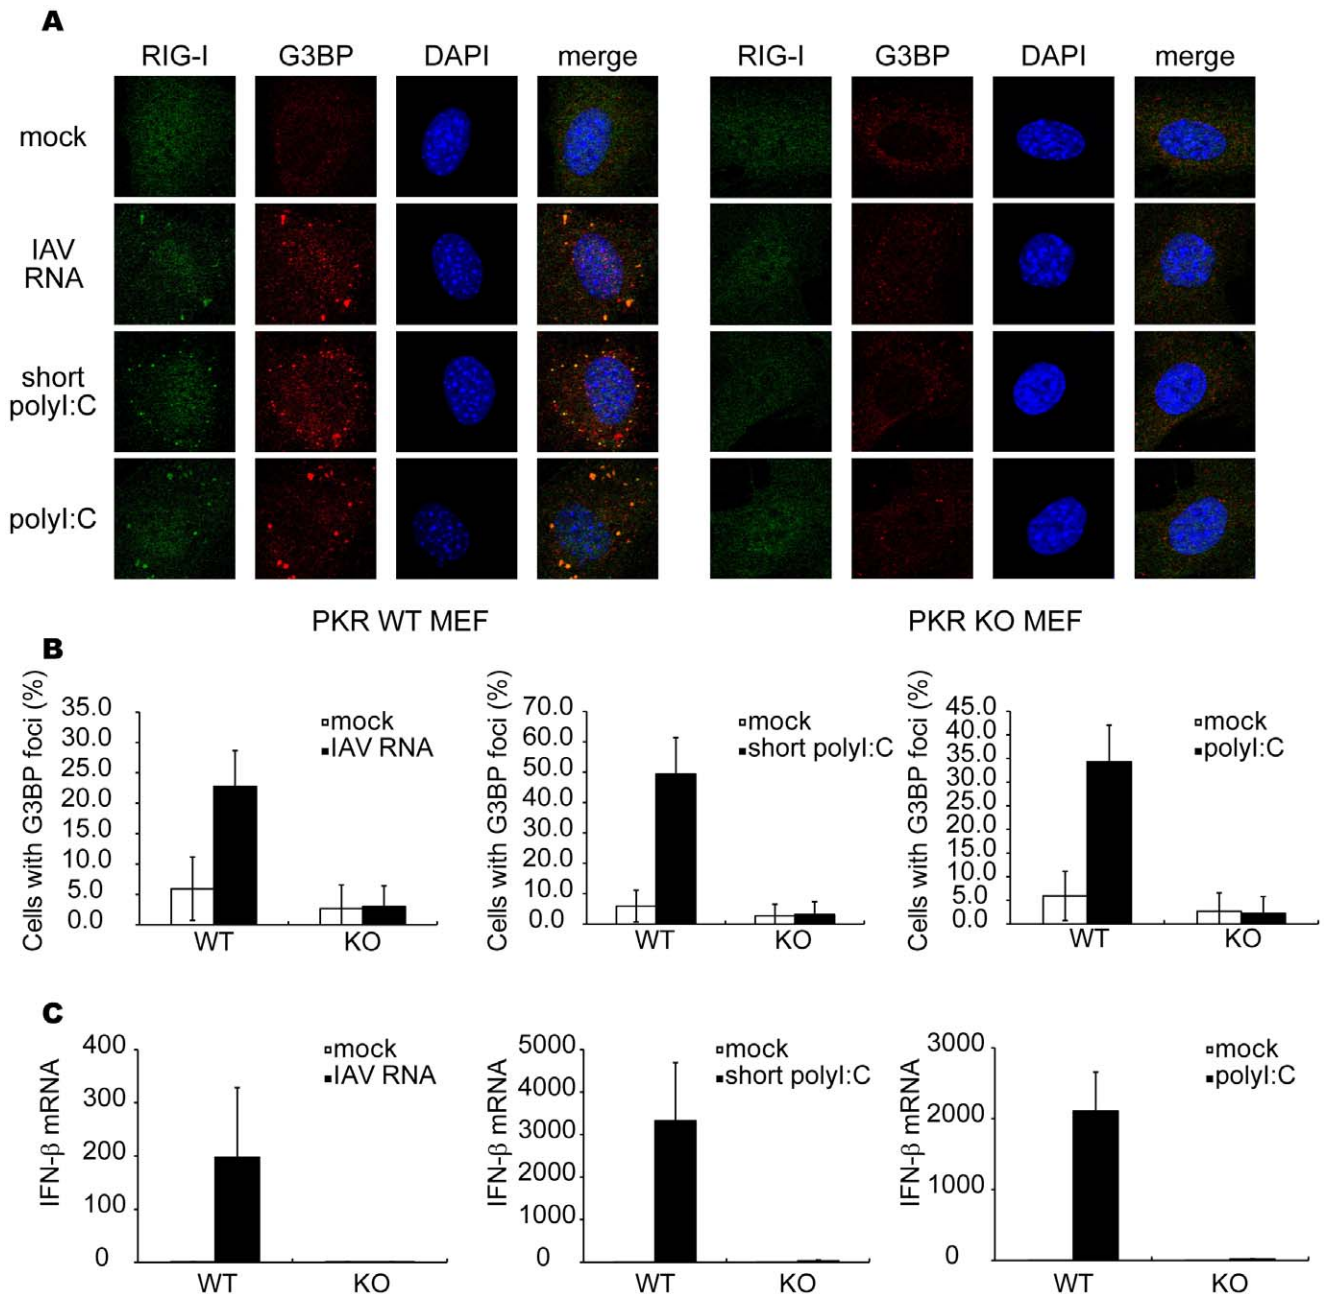 A
RIG-I G3BP DAPI merge RIG-I G3BP DAPI merge
mock
IAV
RNA
short
polyI:C
polyI:C
PKR WT MEF PKR KO MEF
B
Cells with G3BP foci (%)
35.0
30.0
25.0
20.0
15.0
10.0
5.0
0.0
mock
IAV RNA
WT KO
Cells with G3BP foci (%)
70.0
60.0
50.0
40.0
30.0
20.0
10.0
0.0
mock
short polyI:C
WT KO
Cells with G3BP foci (%)
45.0
40.0
35.0
30.0
25.0
20.0
15.0
10.0
5.0
0.0
mock
polyI:C
WT KO
C
IFN-β mRNA
400
300
200
100
0
mock
IAV RNA
WT KO
IFN-β mRNA
5000
4000
3000
2000
1000
0
mock
short polyI:C
WT KO
IFN-β mRNA
3000
2000
1000
0
mock
polyI:C
WT KO